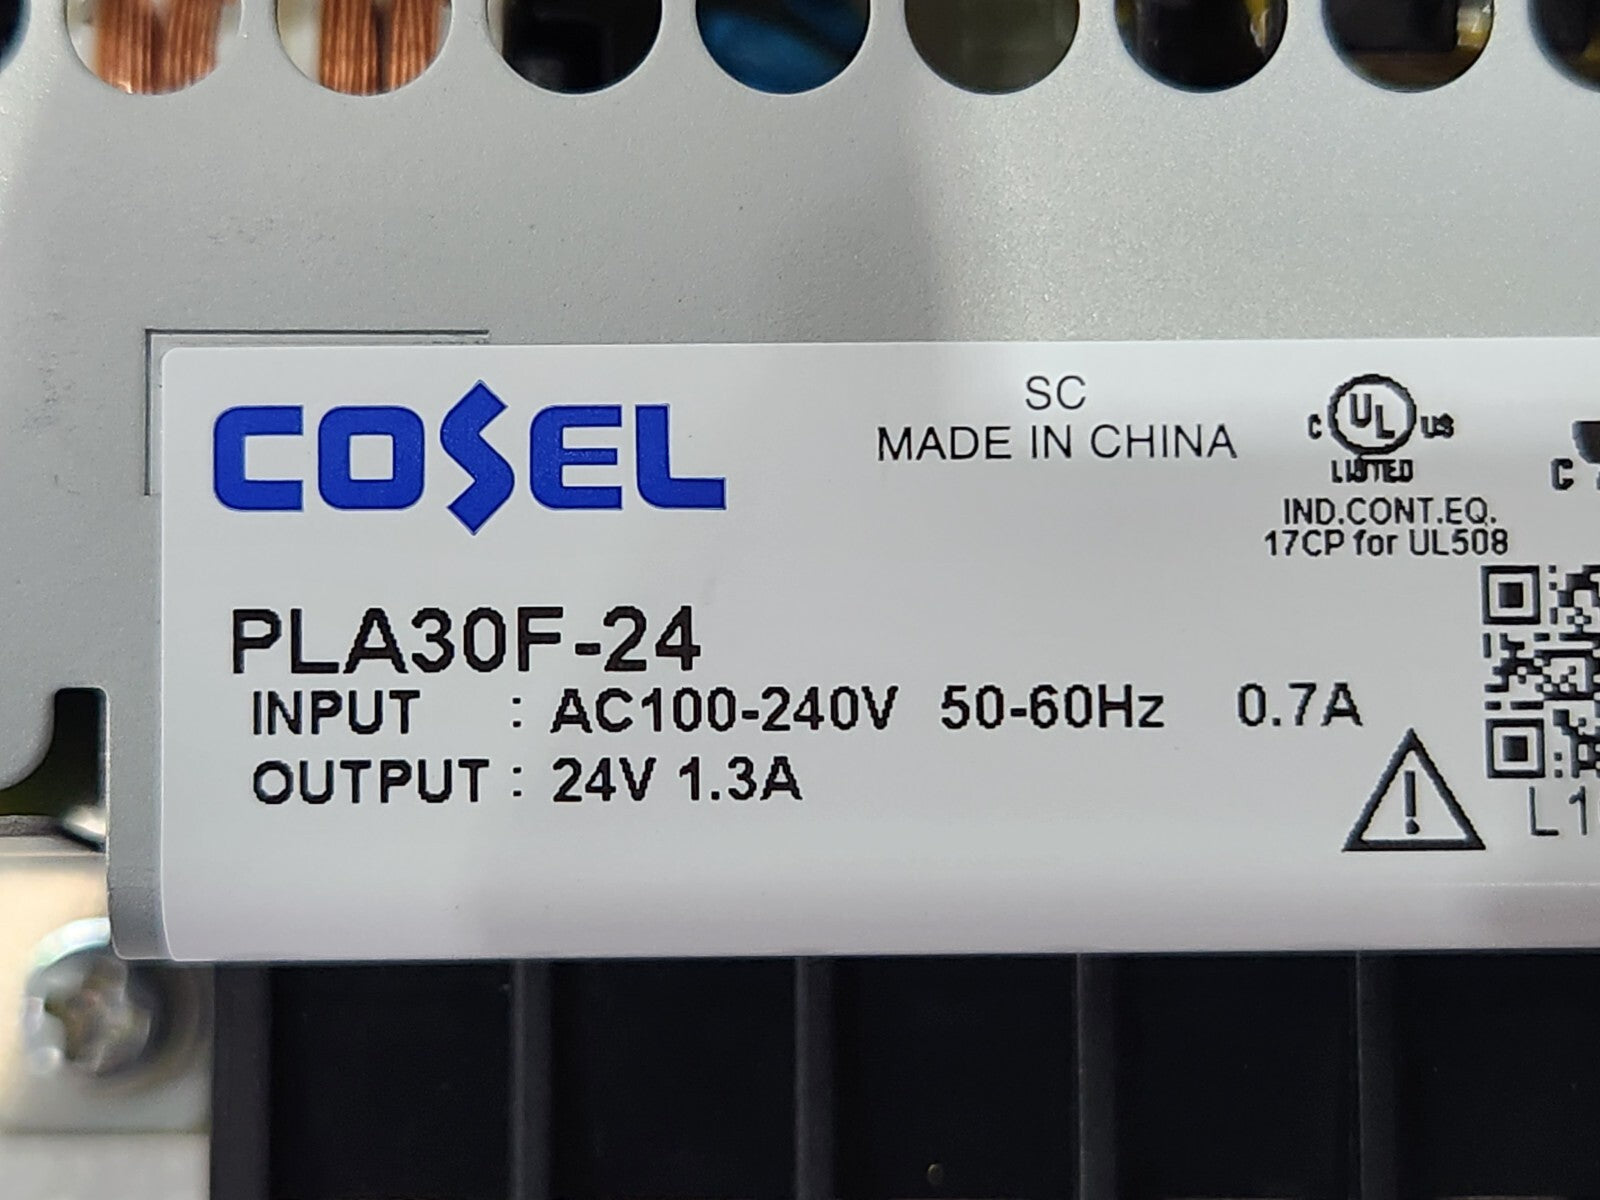 COSEL
SC
MADE IN CHINA
C UL US
LISTED
IND.CONT.EQ.
17CP for UL508
C
PLA30F-24
INPUT : AC100-240V 50-60Hz 0.7A
OUTPUT : 24V 1.3A